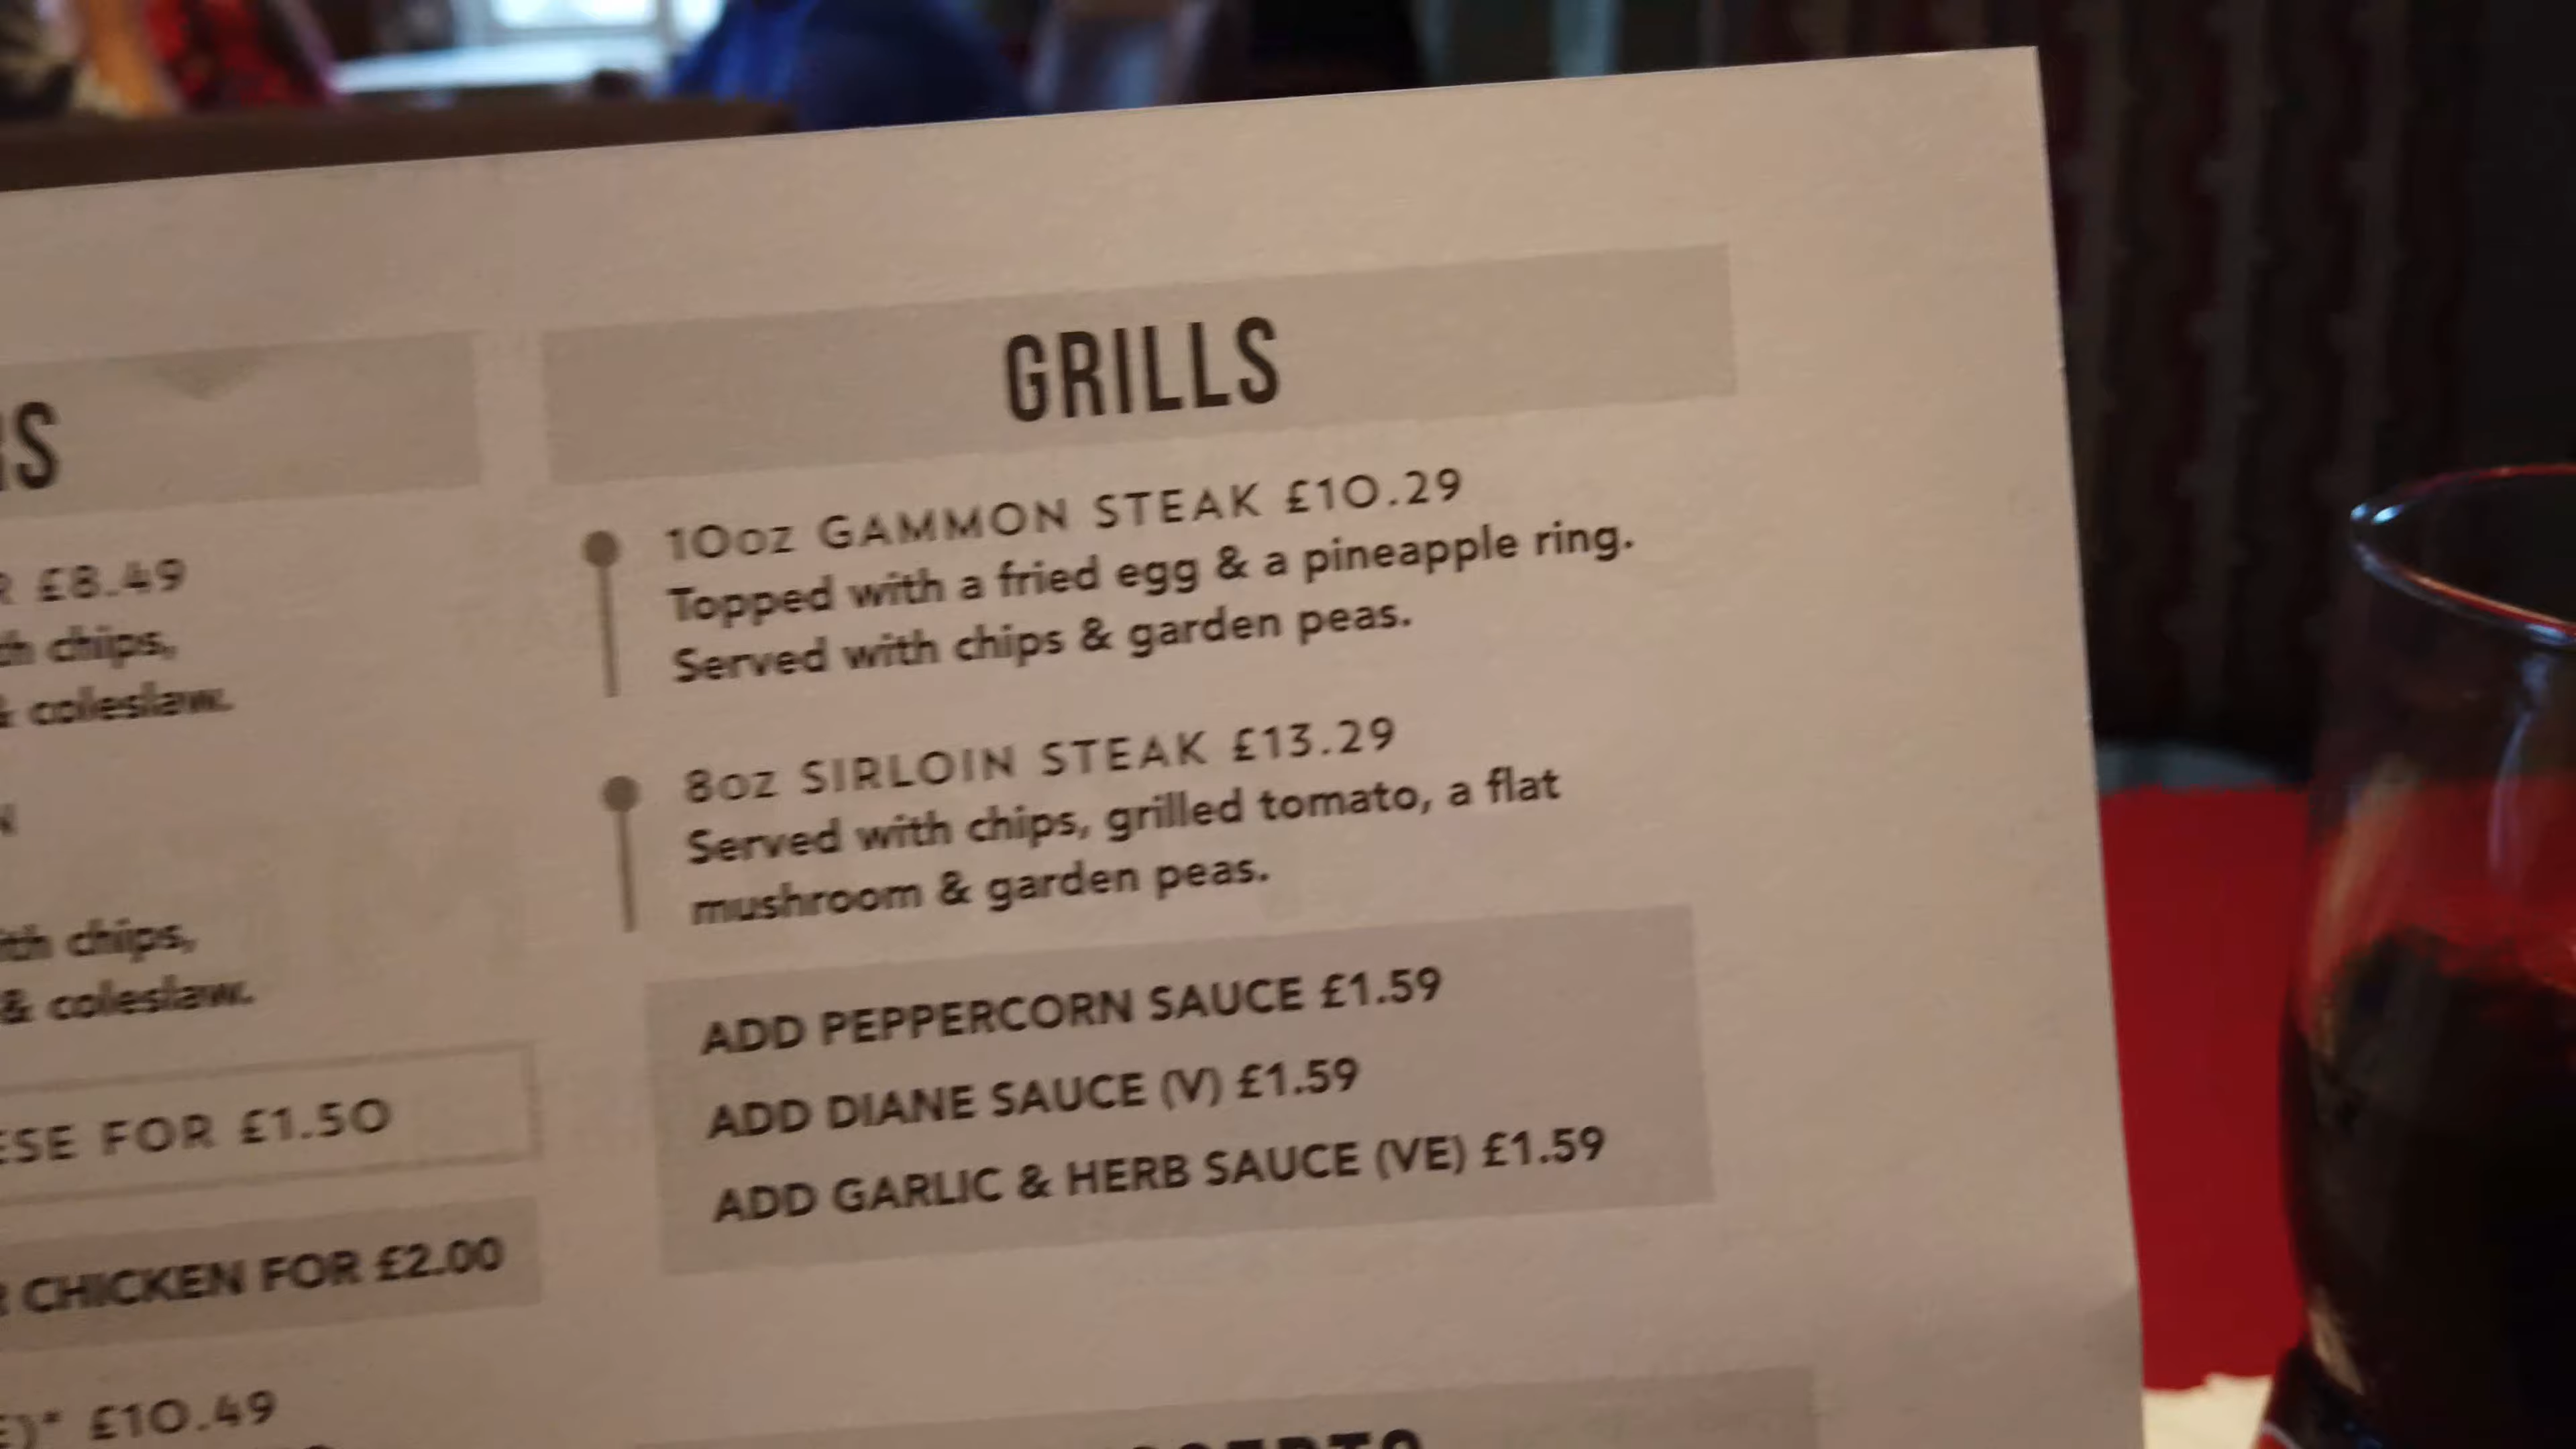 £8.49
chips,
& coleslaw.
chips,
& coleslaw.
FOR £1.50
CHICKEN FOR £2.00
£10.49
GRILLS
10oz GAMMON STEAK £10.29
Topped with a fried egg & a pineapple ring.
Served with chips & garden peas.
8oz SIRLOIN STEAK £13.29
Served with chips, grilled tomato, a flat
mushroom & garden peas.
ADD PEPPERCORN SAUCE £1.59
ADD DIANE SAUCE (V) £1.59
ADD GARLIC & HERB SAUCE (VE) £1.59